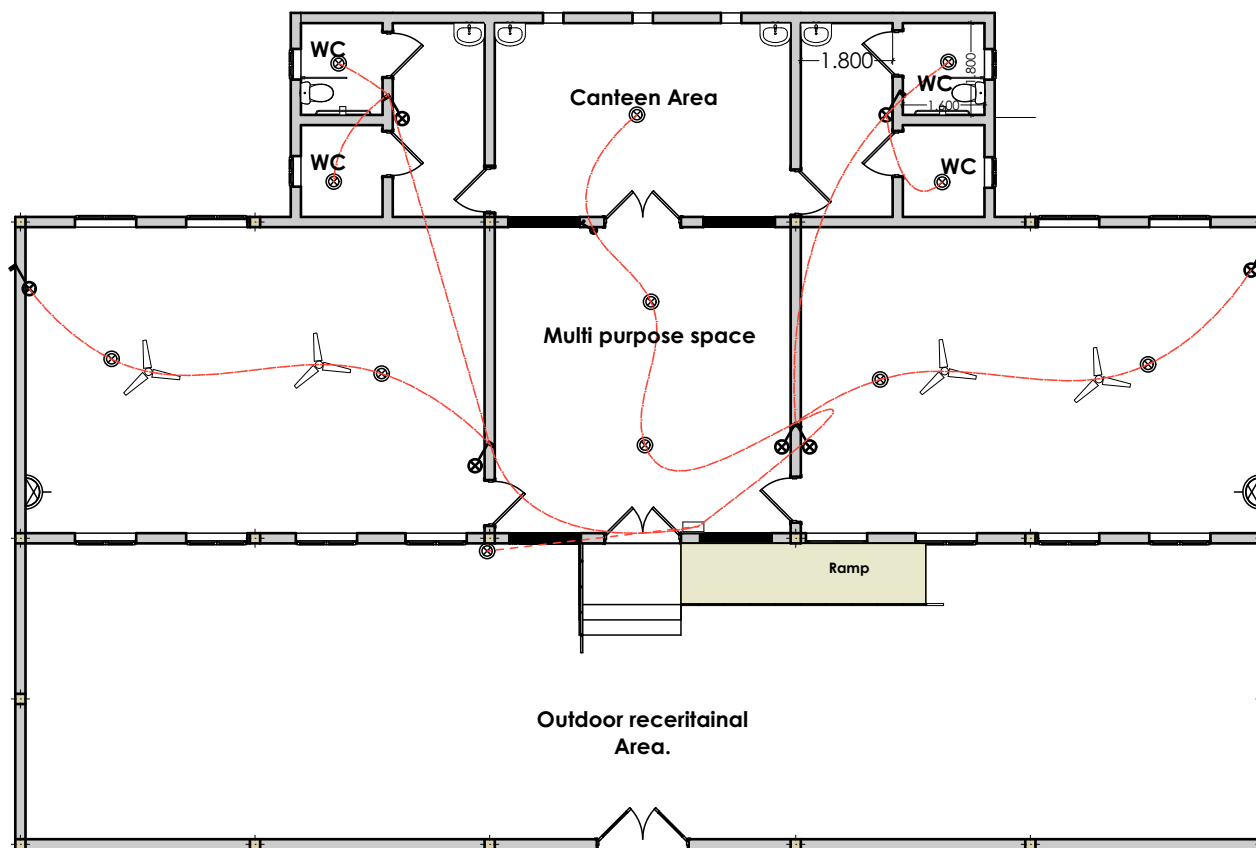 WC
1.800
1.800
WC
Canteen Area
1.600
WC
WC
Multi purpose space
Ramp
Outdoor receritainal
Area.